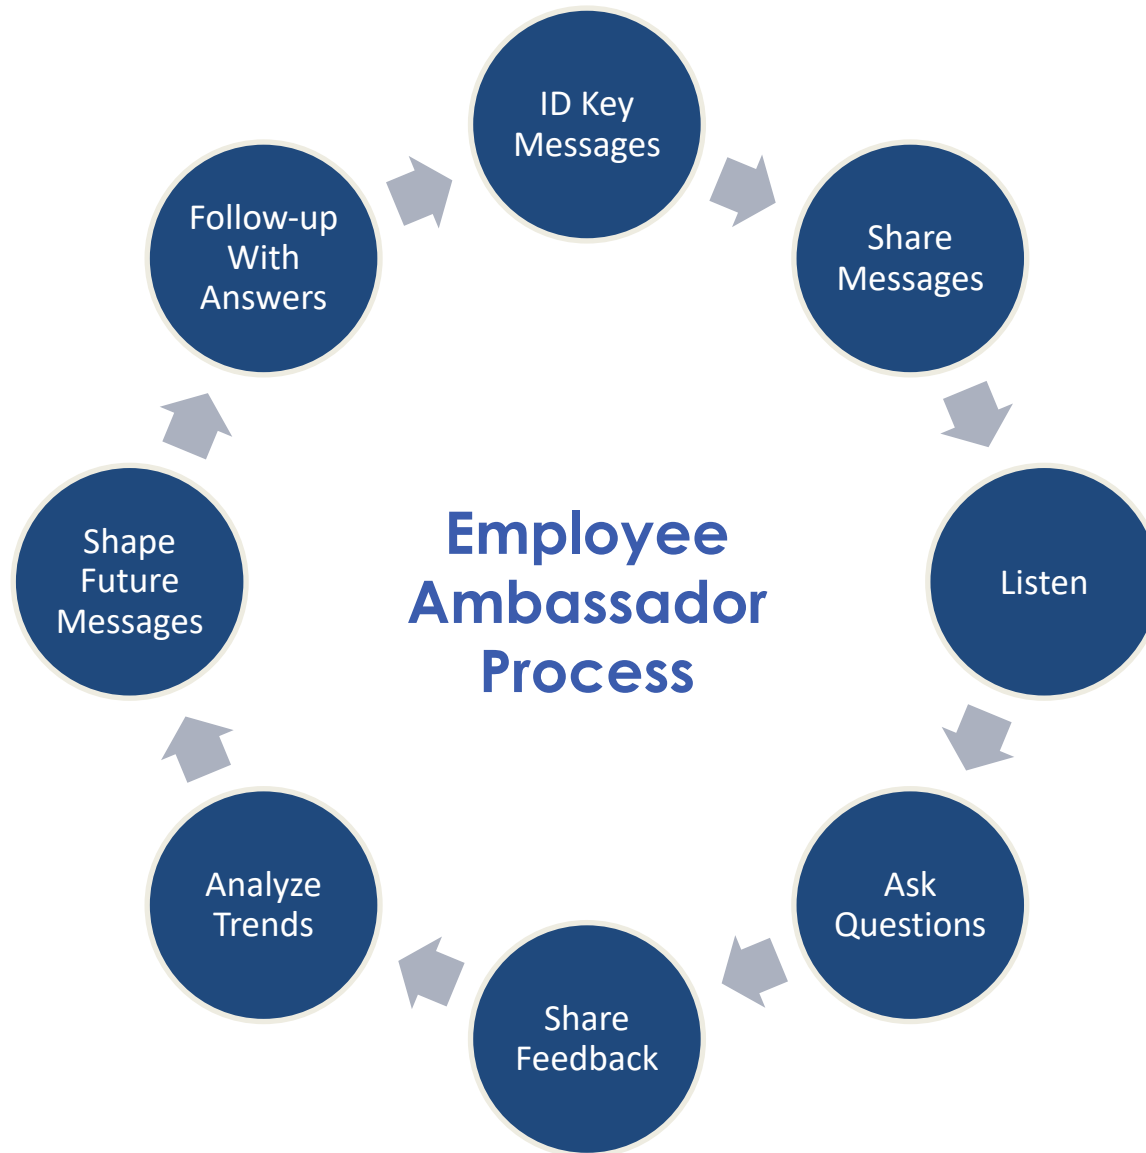 ID Key
Messages
Share
Messages
Listen
Ask
Questions
Share
Feedback
Analyze
Trends
Shape
Future
Messages
Follow-up
With
Answers
Employee
Ambassador
Process